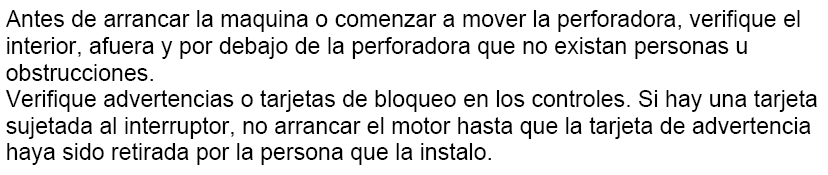 Antes de arrancar la maquina o comenzar a mover la perforadora, verifique el
interior, afuera y por debajo de la perforadora que no existan personas u
obstrucciones.
Verifique advertencias o tarjetas de bloqueo en los controles. Si hay una tarjeta
sujetada al interruptor, no arrancar el motor hasta que la tarjeta de advertencia
haya sido retirada por la persona que la instalo.